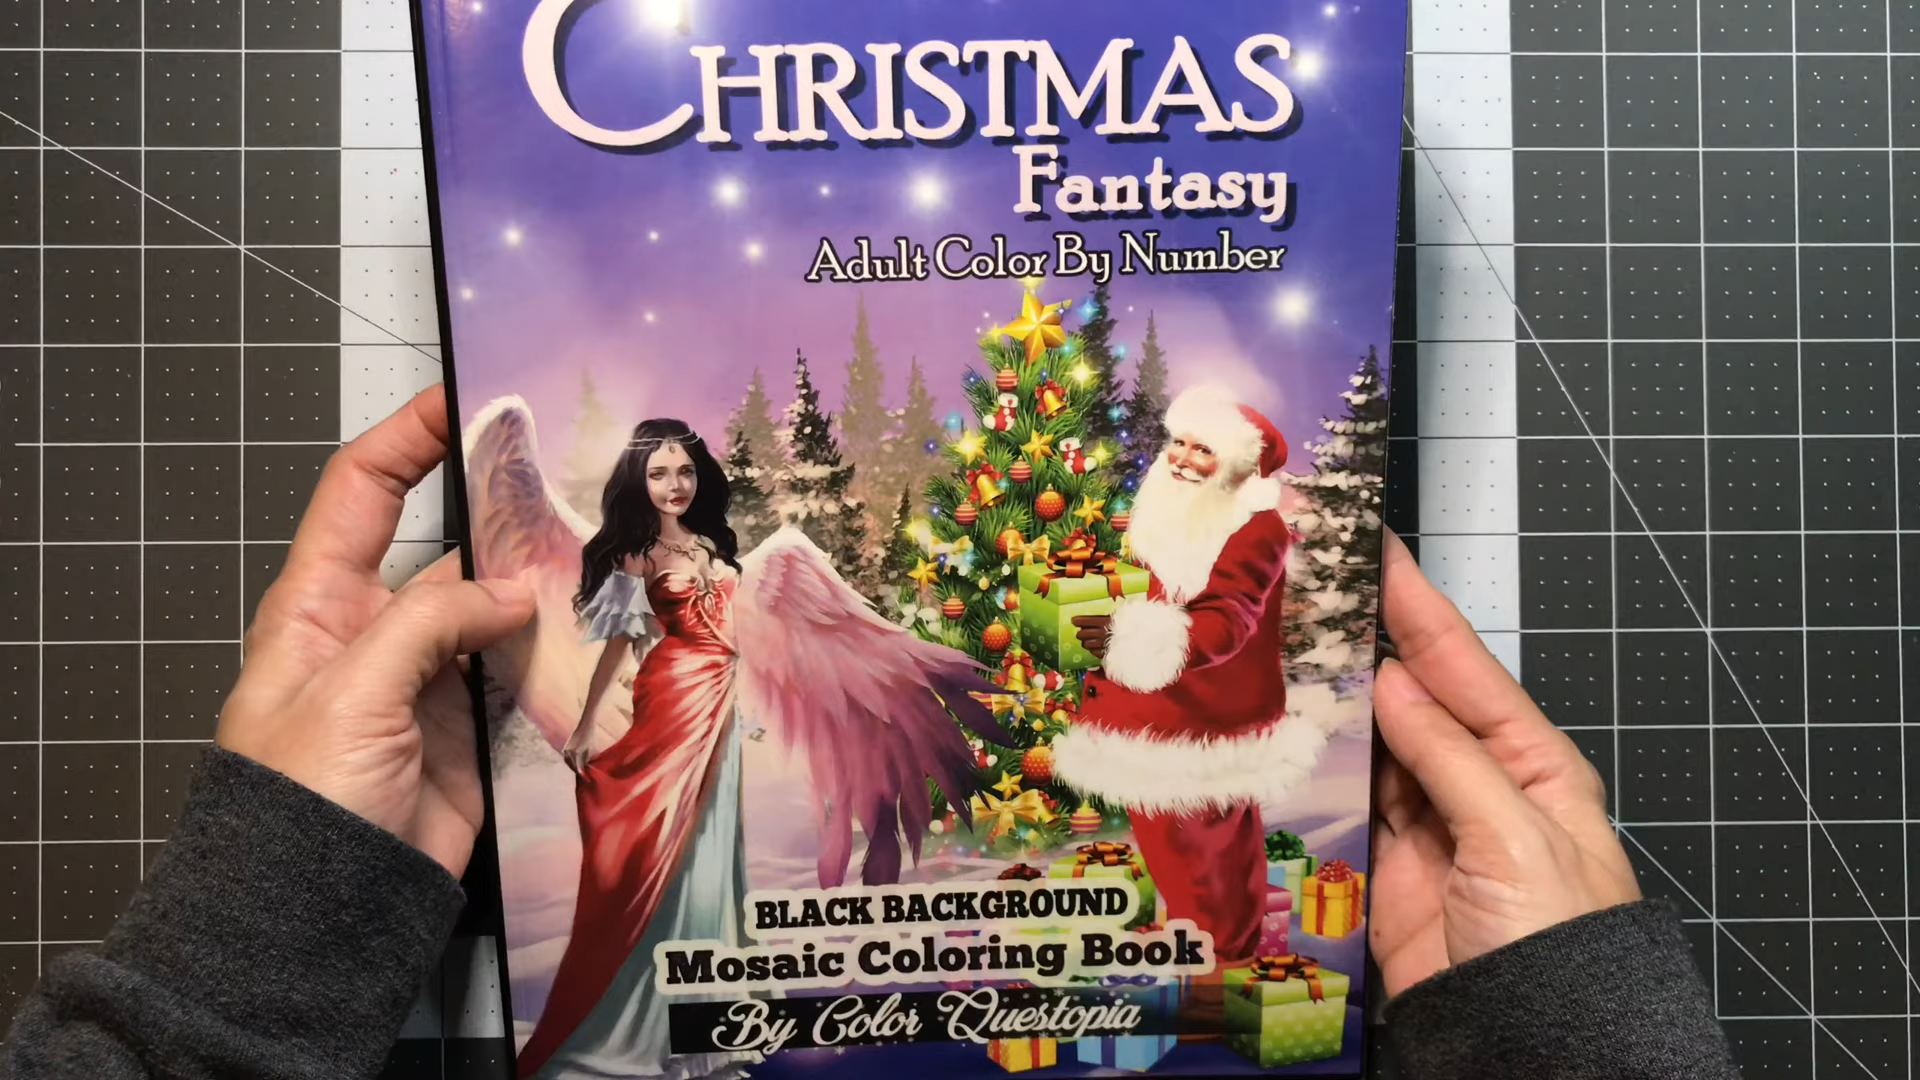 CHRISTMAS
Fantasy
Adult Color By Number
BLACK BACKGROUND
Mosaic Coloring Book
By Color Questopia